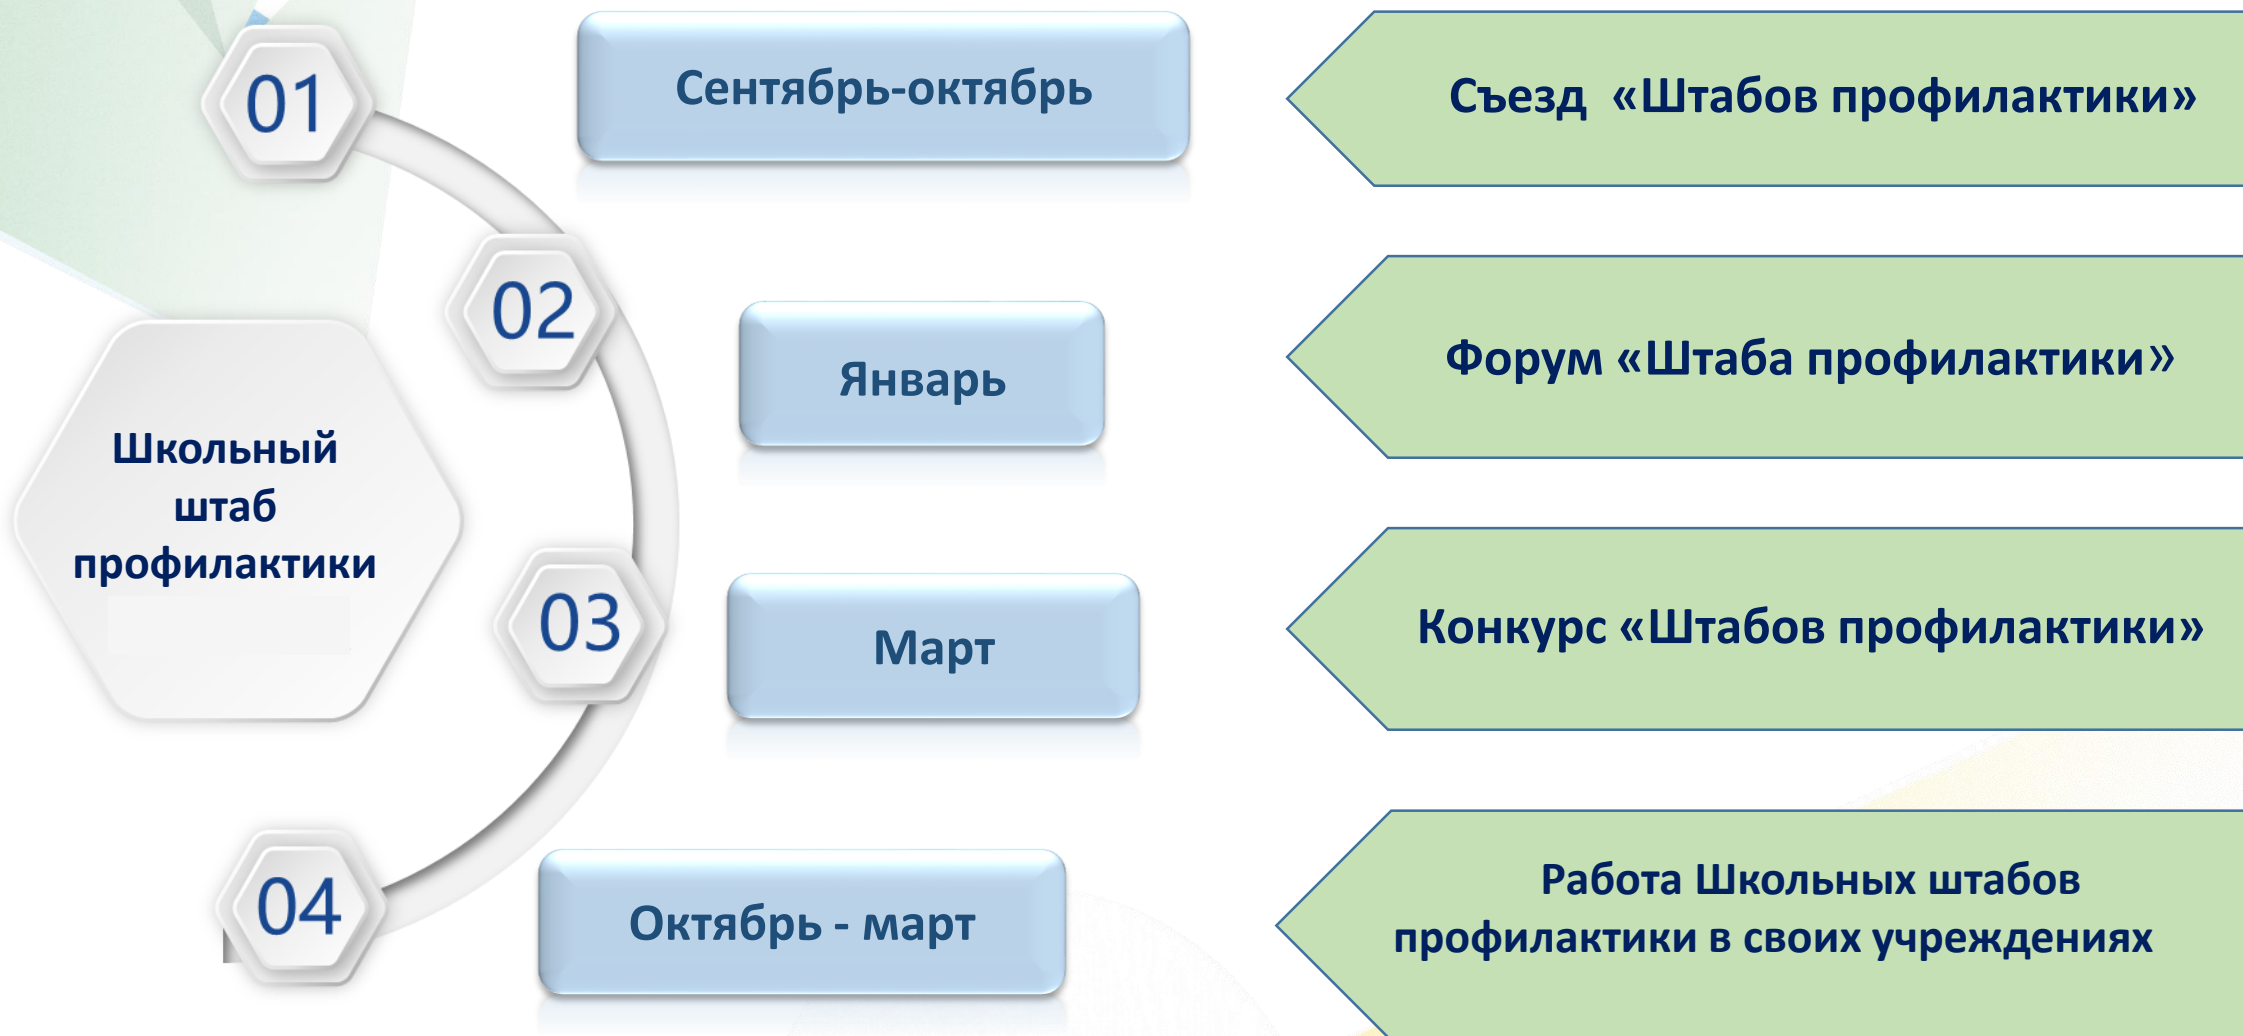 01
Сентябрь-октябрь
Съезд «Штабов профилактики»
02
Январь
Форум «Штаба профилактики»
Школьный
штаб
профилактики
03
Март
Конкурс «Штабов профилактики»
04
Октябрь - март
Работа Школьных штабов
профилактики в своих учреждениях